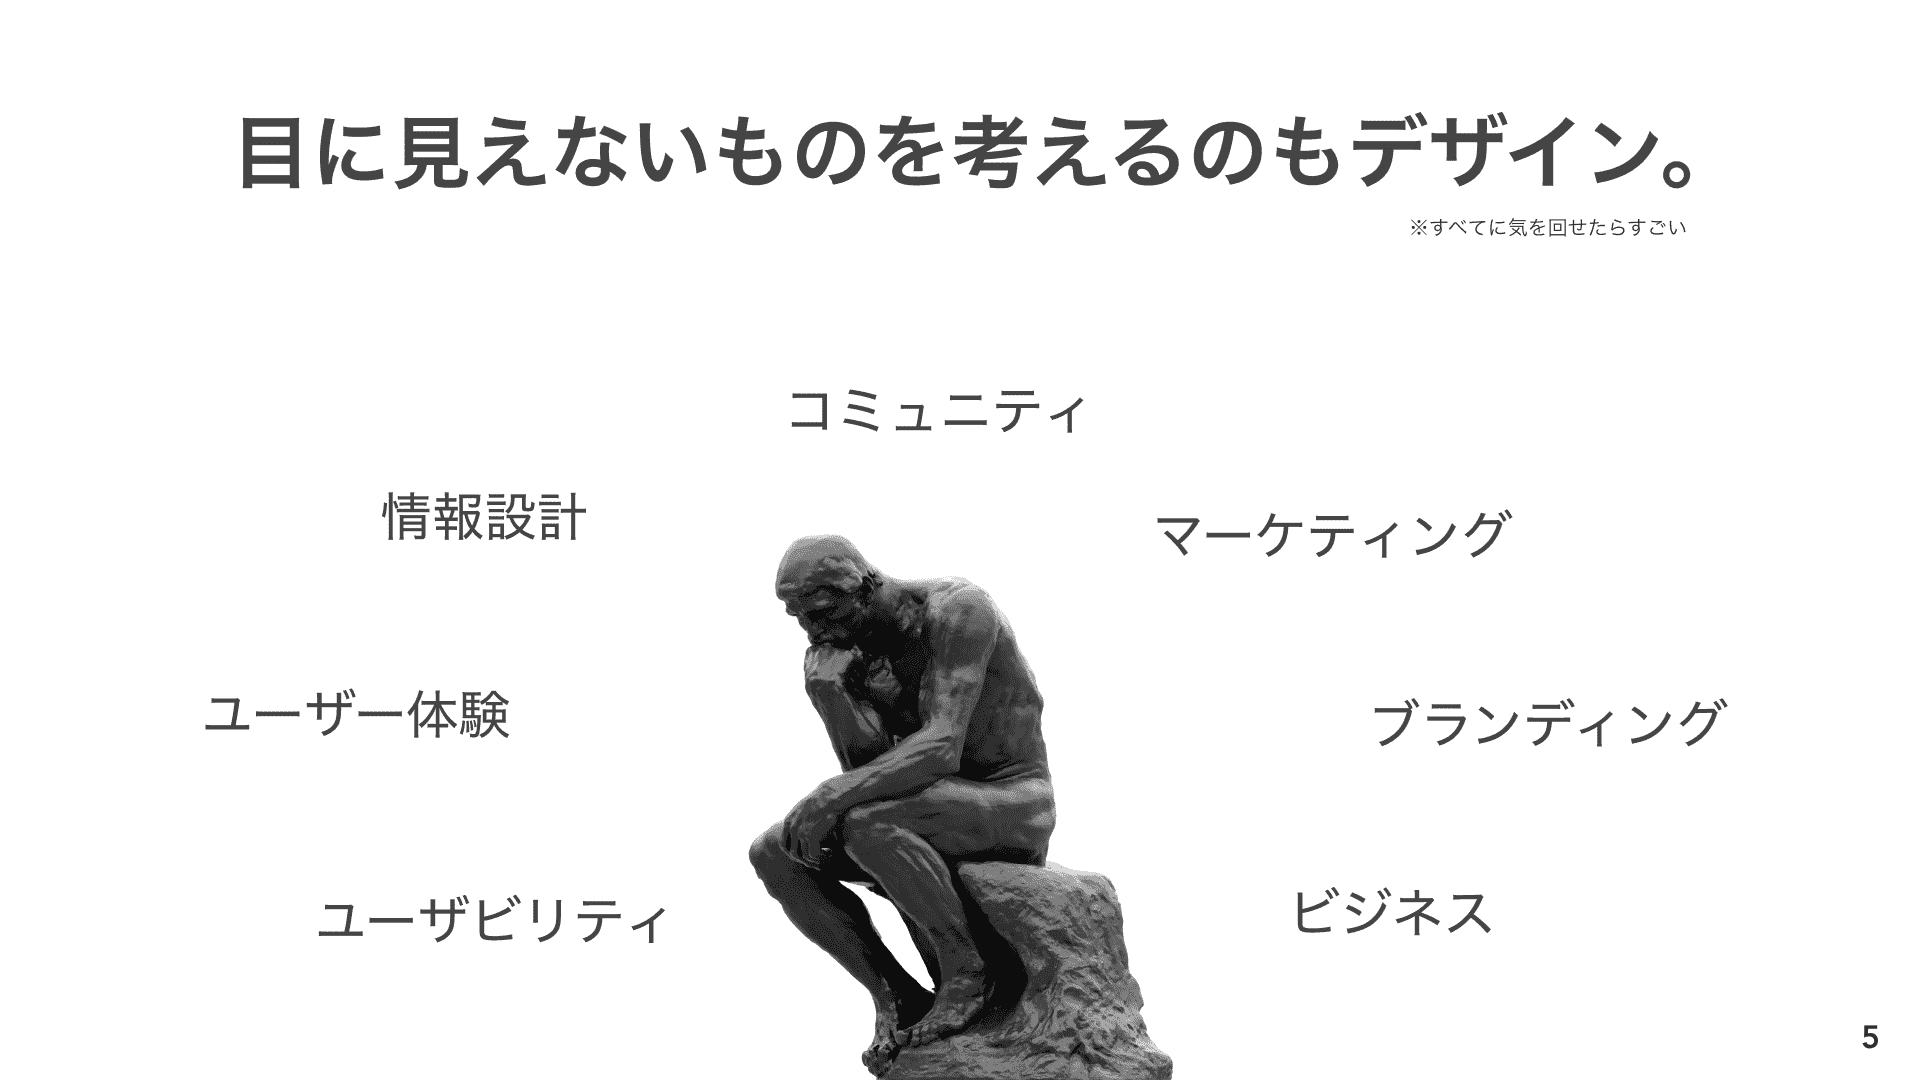 目に見えないものを考えるのもデザイン。
※すべてに気を回せたらすごい
コミュニティ
情報設計
マーケティング
ユーザー体験
ブランディング
ユーザビリティ
ビジネス
5